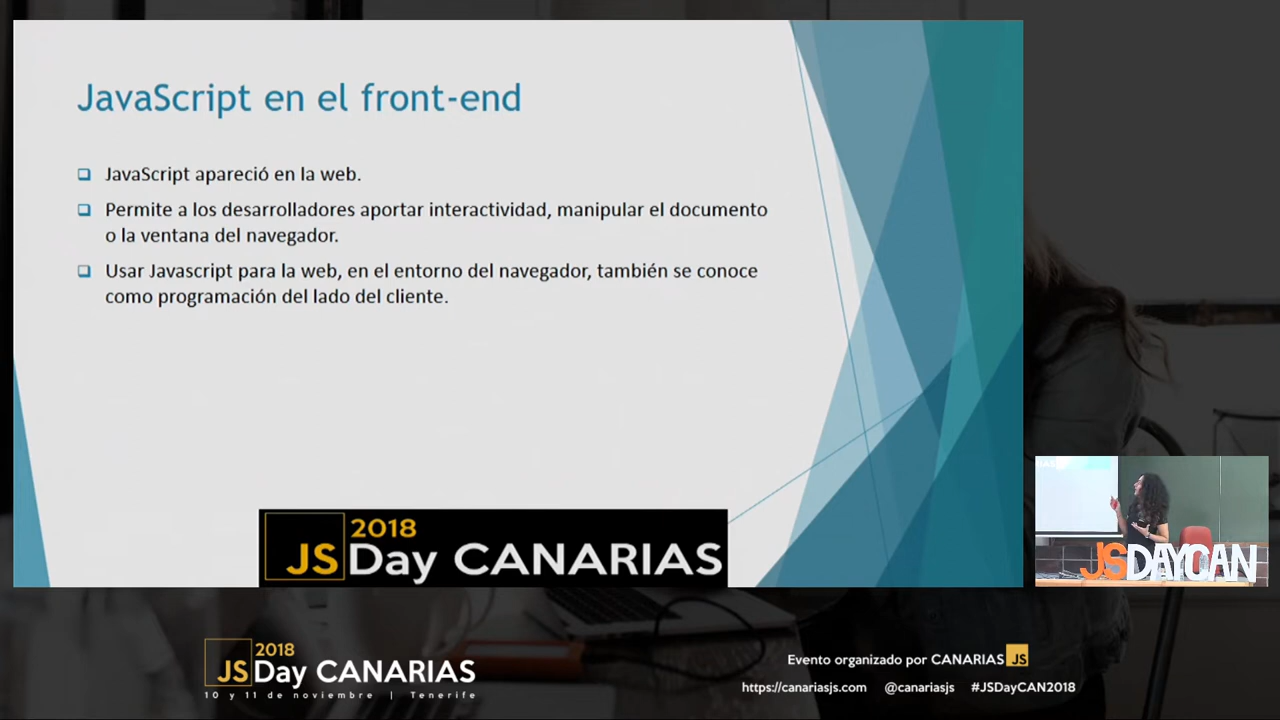 JavaScript en el front-end
JavaScript apareció en la web.
Permite a los desarrolladores aportar interactividad, manipular el documento
o la ventana del navegador.
Usar Javascript para la web, en el entorno del navegador, también se conoce
como programación del lado del cliente.
2018
JS Day CANARIAS
JSDAYCAN
2018
JS Day CANARIAS
10 y 11 de noviembre | Tenerife
Evento organizado por CANARIAS JS
https://canariasjs.com @canariasjs #JSDayCAN2018